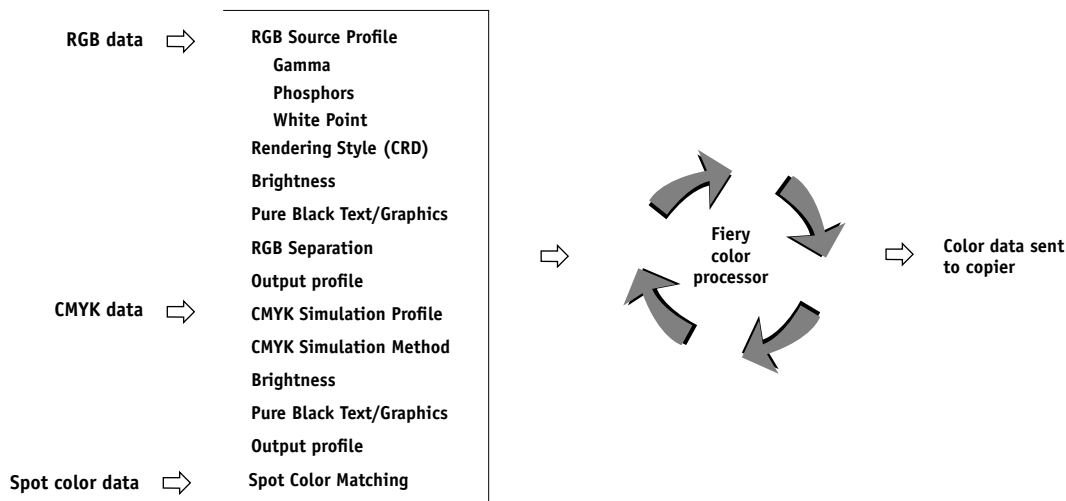 RGB data
RGB Source Profile
Gamma
Phosphors
White Point
Rendering Style (CRD)
Brightness
Pure Black Text/Graphics
RGB Separation
Output profile
CMYK data
CMYK Simulation Profile
CMYK Simulation Method
Brightness
Pure Black Text/Graphics
Output profile
Spot color data
Spot Color Matching
Fiery
color
processor
Color data sent
to copier